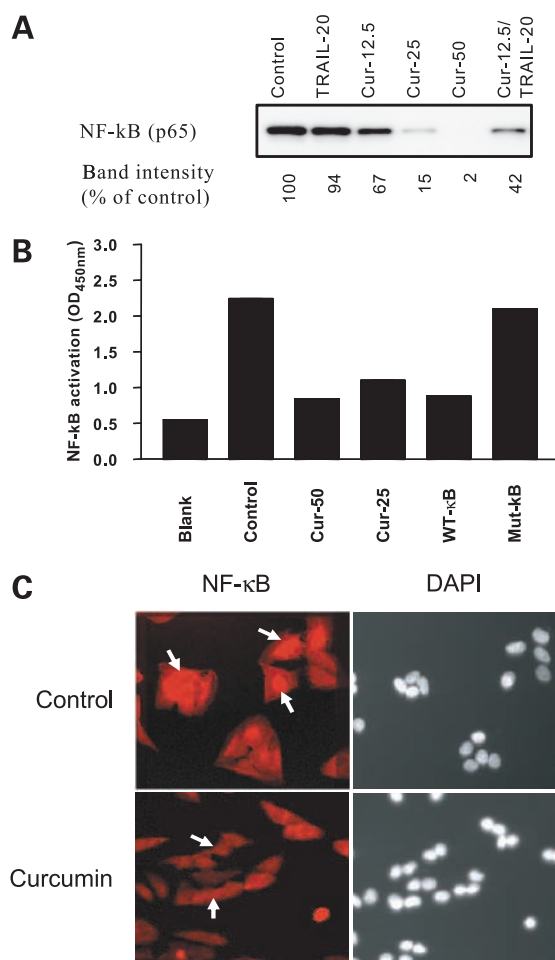 A
Control
TRAIL-20
Cur-12.5
Cur-25
Cur-50
Cur-12.5/
TRAIL-20
NF-kB (p65)
Band intensity
(% of control)
100
94
67
15
2
42
B
NF-kB activation (OD450nm)
3.0
2.5
2.0
1.5
1.0
0.5
0.0
Blank
Control
Cur-50
Cur-25
WT-κB
Mut-kB
C
NF-κB
DAPI
Control
Curcumin